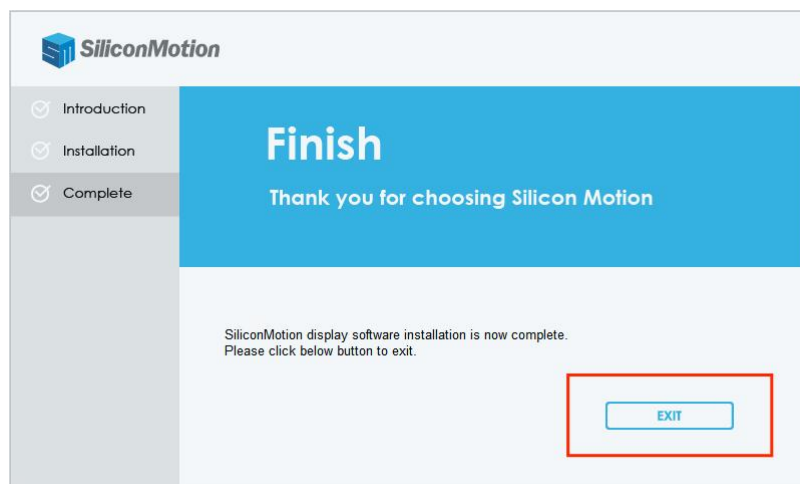 SiliconMotion
Introduction
Installation
Complete
Finish
Thank you for choosing Silicon Motion
SiliconMotion display software installation is now complete.
Please click below button to exit.
EXIT